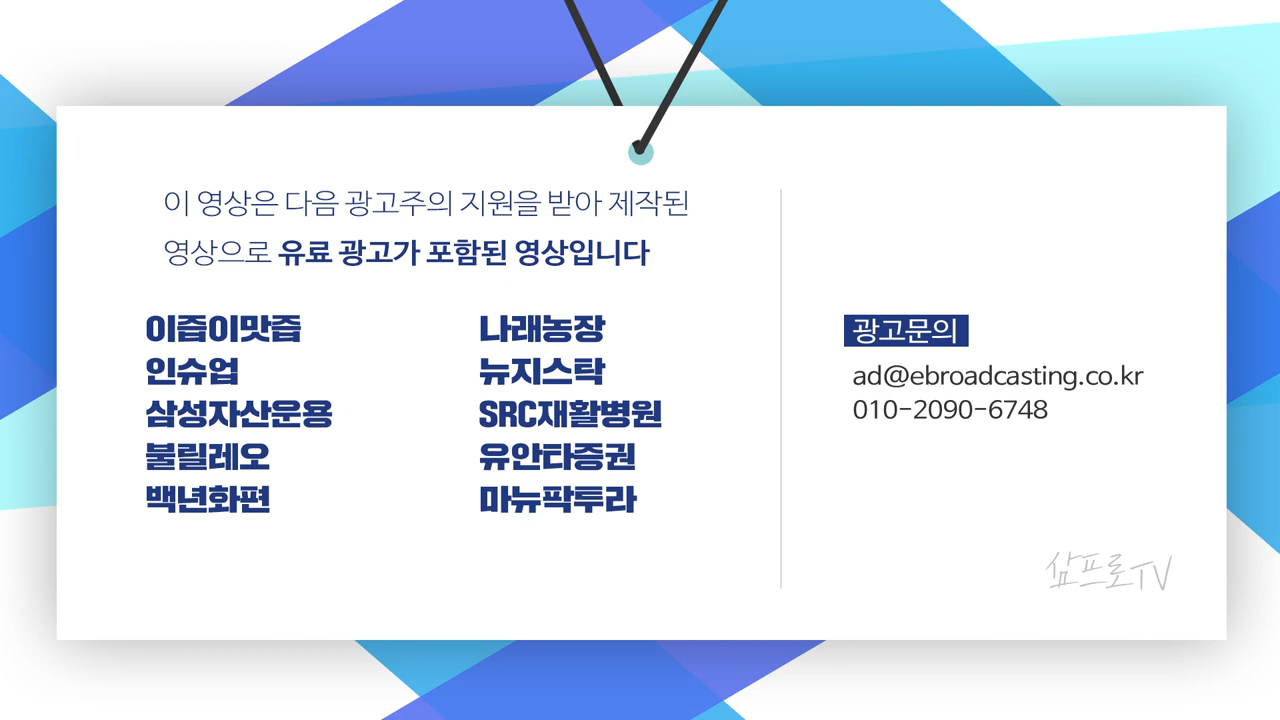 이 영상은 다음 광고주의 지원을 받아 제작된
영상으로 유료 광고가 포함된 영상입니다
이즙이맛즙
인슈업
삼성자산운용
불릴레오
백년화편
나래농장
뉴지스탁
SRC재활병원
유안타증권
마뉴팍투라
광고문의
ad@ebroadcasting.co.kr
010-2090-6748
삼프로TV